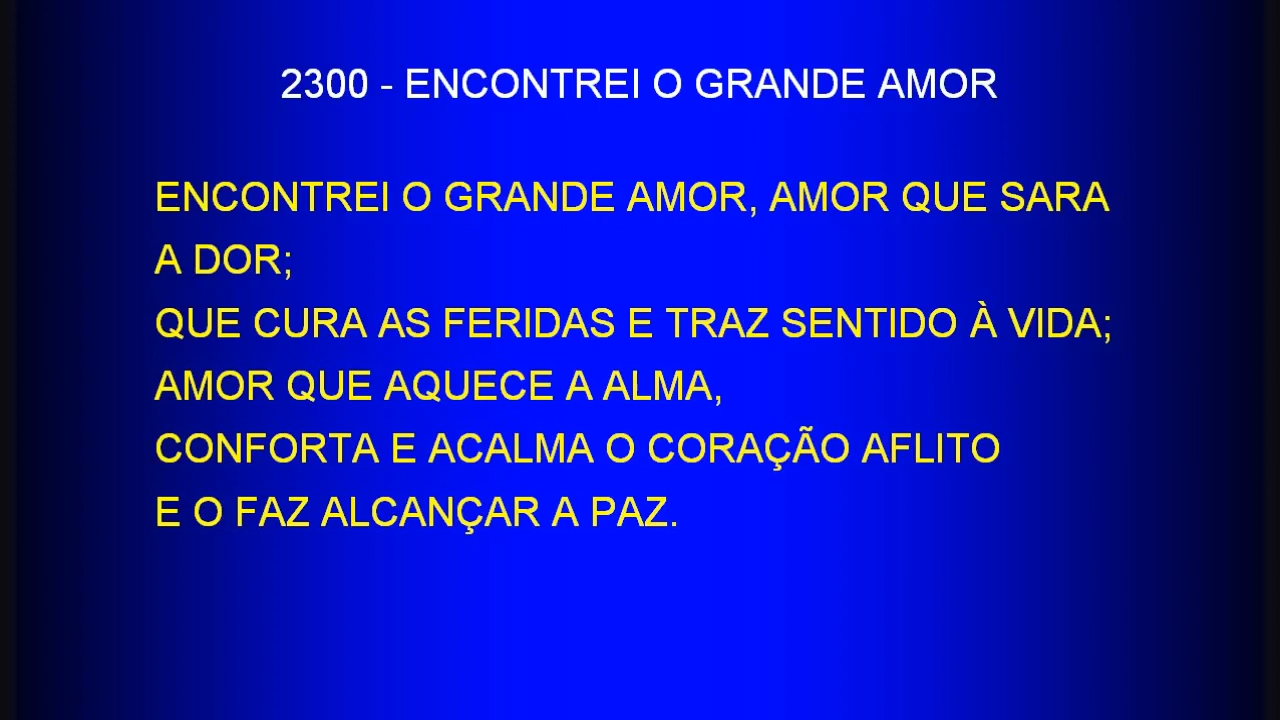 2300 - ENCONTREI O GRANDE AMOR
ENCONTREI O GRANDE AMOR, AMOR QUE SARA
A DOR;
QUE CURA AS FERIDAS E TRAZ SENTIDO À VIDA;
AMOR QUE AQUECE A ALMA,
CONFORTA E ACALMA O CORAÇÃO AFLITO
E O FAZ ALCANÇAR A PAZ.